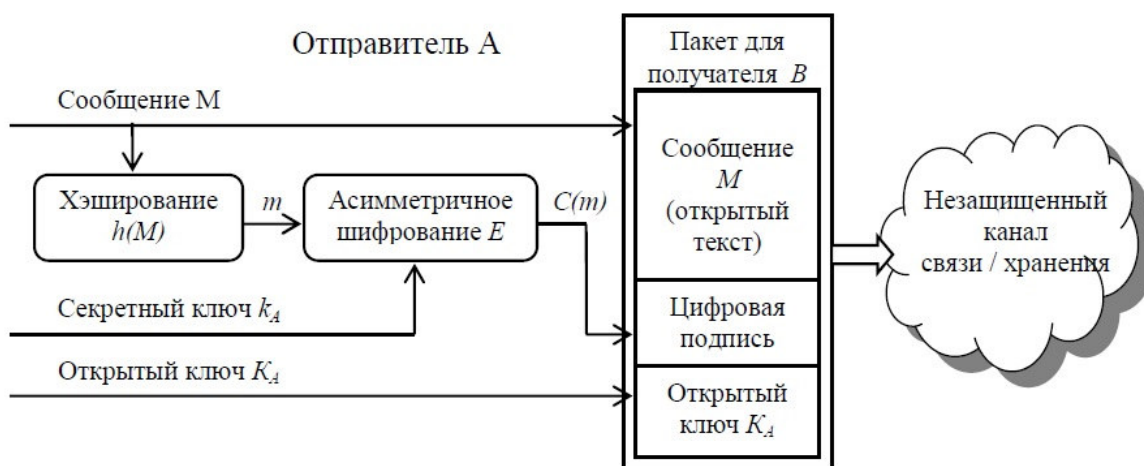 Отправитель А
Пакет для
получателя B
Сообщение М
Хэширование
h(M)
m
Асимметричное
шифрование E
C(m)
Сообщение
M
(открытый
текст)
Незащищенный
канал
связи / хранения
Секретный ключ kA
Цифровая
подпись
Открытый ключ KA
Открытый
ключ KA